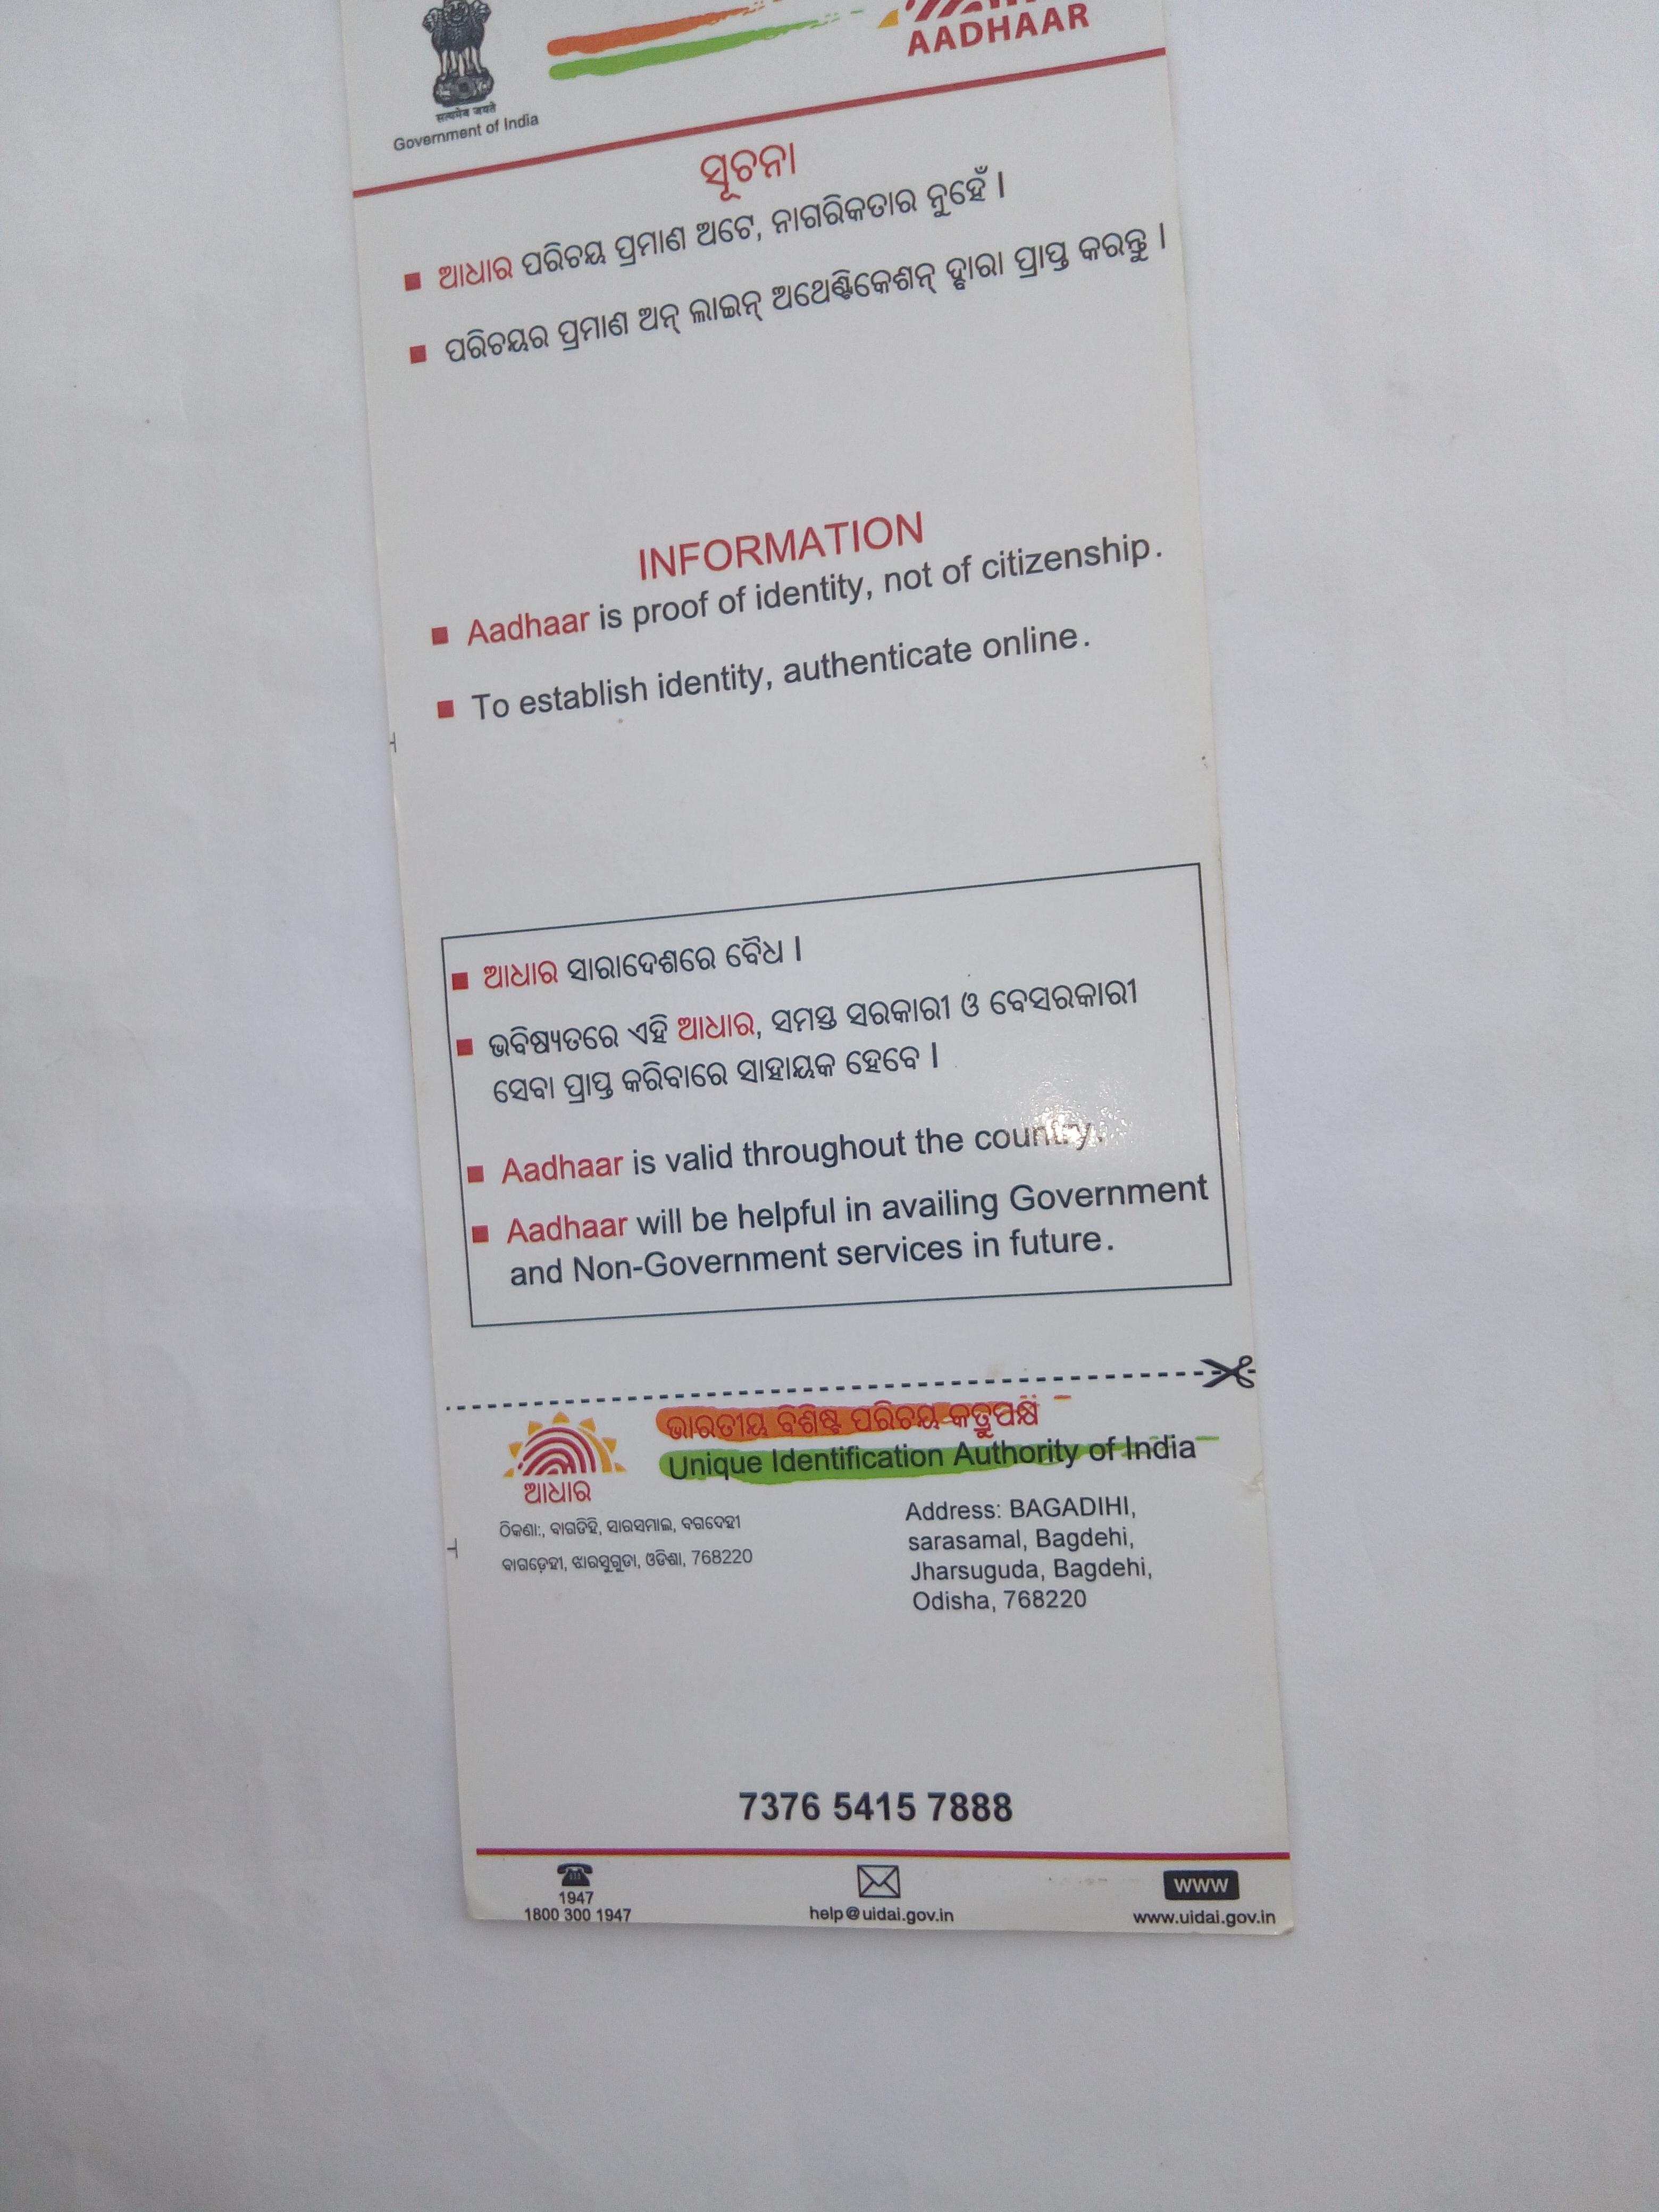 सत्यमेव जयते
Government of India
AADHAAR
ସୂଚନା
ଆଧାର ପରିଚୟ ପ୍ରମାଣ ଅଟେ, ନାଗରିକତାର ନୁହେଁ ।
ପରିଚୟର ପ୍ରମାଣ ଅନ୍ ଲାଇନ୍ ଅଥେଣ୍ଟିକେଶନ୍ ଦ୍ବାରା ପ୍ରାପ୍ତ କରନ୍ତୁ ।
INFORMATION
Aadhaar is proof of identity, not of citizenship.
To establish identity, authenticate online.
ଆଧାର ସାରାଦେଶରେ ବୈଧ ।
ଭବିଷ୍ୟତରେ ଏହି ଆଧାର, ସମସ୍ତ ସରକାରୀ ଓ ବେସରକାରୀ
ସେବା ପ୍ରାପ୍ତ କରିବାରେ ସାହାୟକ ହେବେ ।
Aadhaar is valid throughout the country.
Aadhaar will be helpful in availing Government
and Non-Government services in future.
ଭାରତୀୟ ବିଶିଷ୍ଟ ପରିଚୟ କର୍ତ୍ତୃପକ୍ଷ
Unique Identification Authority of India
ଆଧାର
ଠିକଣା:, ବାଗଡିହି, ସାରସମାଲ, ବଗଦେହୀ
ବାଗଡ଼େହୀ, ଝାରସୁଗୁଡା, ଓଡିଶା, 768220
Address: BAGADIHI,
sarasamal, Bagdehi,
Jharsuguda, Bagdehi,
Odisha, 768220
7376 5415 7888
1947
1800 300 1947
help@uidai.gov.in
www
www.uidai.gov.in